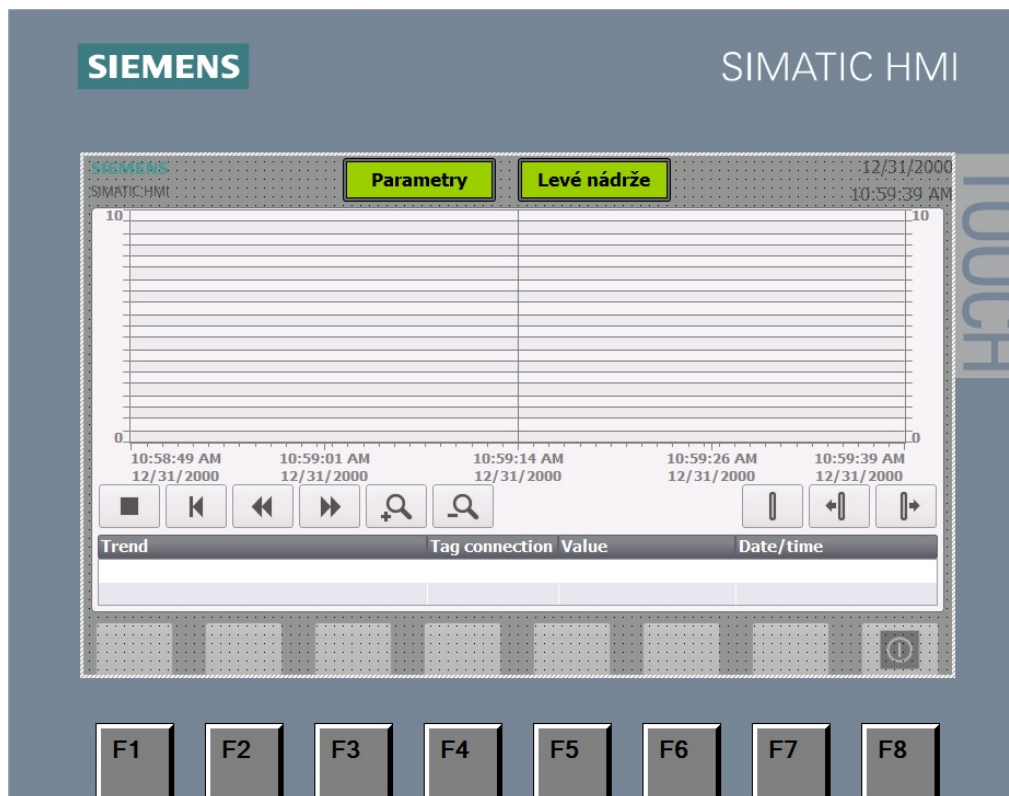 SIEMENS
SIMATIC HMI
TOUCH
SIEMENS
SIMATIC HMI
Parametry
Levé nádrže
12/31/2000
10:59:39 AM
10
10
0
0
10:58:49 AM
12/31/2000
10:59:01 AM
12/31/2000
10:59:14 AM
12/31/2000
10:59:26 AM
12/31/2000
10:59:39 AM
12/31/2000
Trend
Tag connection
Value
Date/time
F1
F2
F3
F4
F5
F6
F7
F8